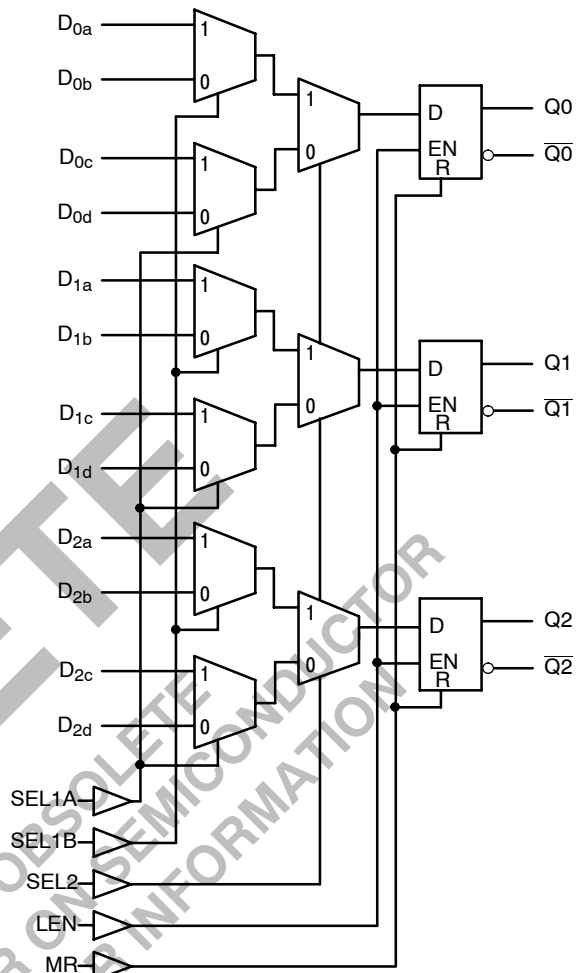 D0a
1
D0b
0
1
D
Q0
0
EN
Q0
R
D0c
1
D0d
0
D1a
1
D1b
0
1
D
Q1
0
EN
Q1
R
D1c
1
D1d
0
D2a
1
D2b
0
1
D
Q2
0
EN
Q2
R
D2c
1
D2d
0
SEL1A
SEL1B
SEL2
LEN
MR
ETE
OBSOLETE
R ON SEMICONDUCTOR
R INFORMATION